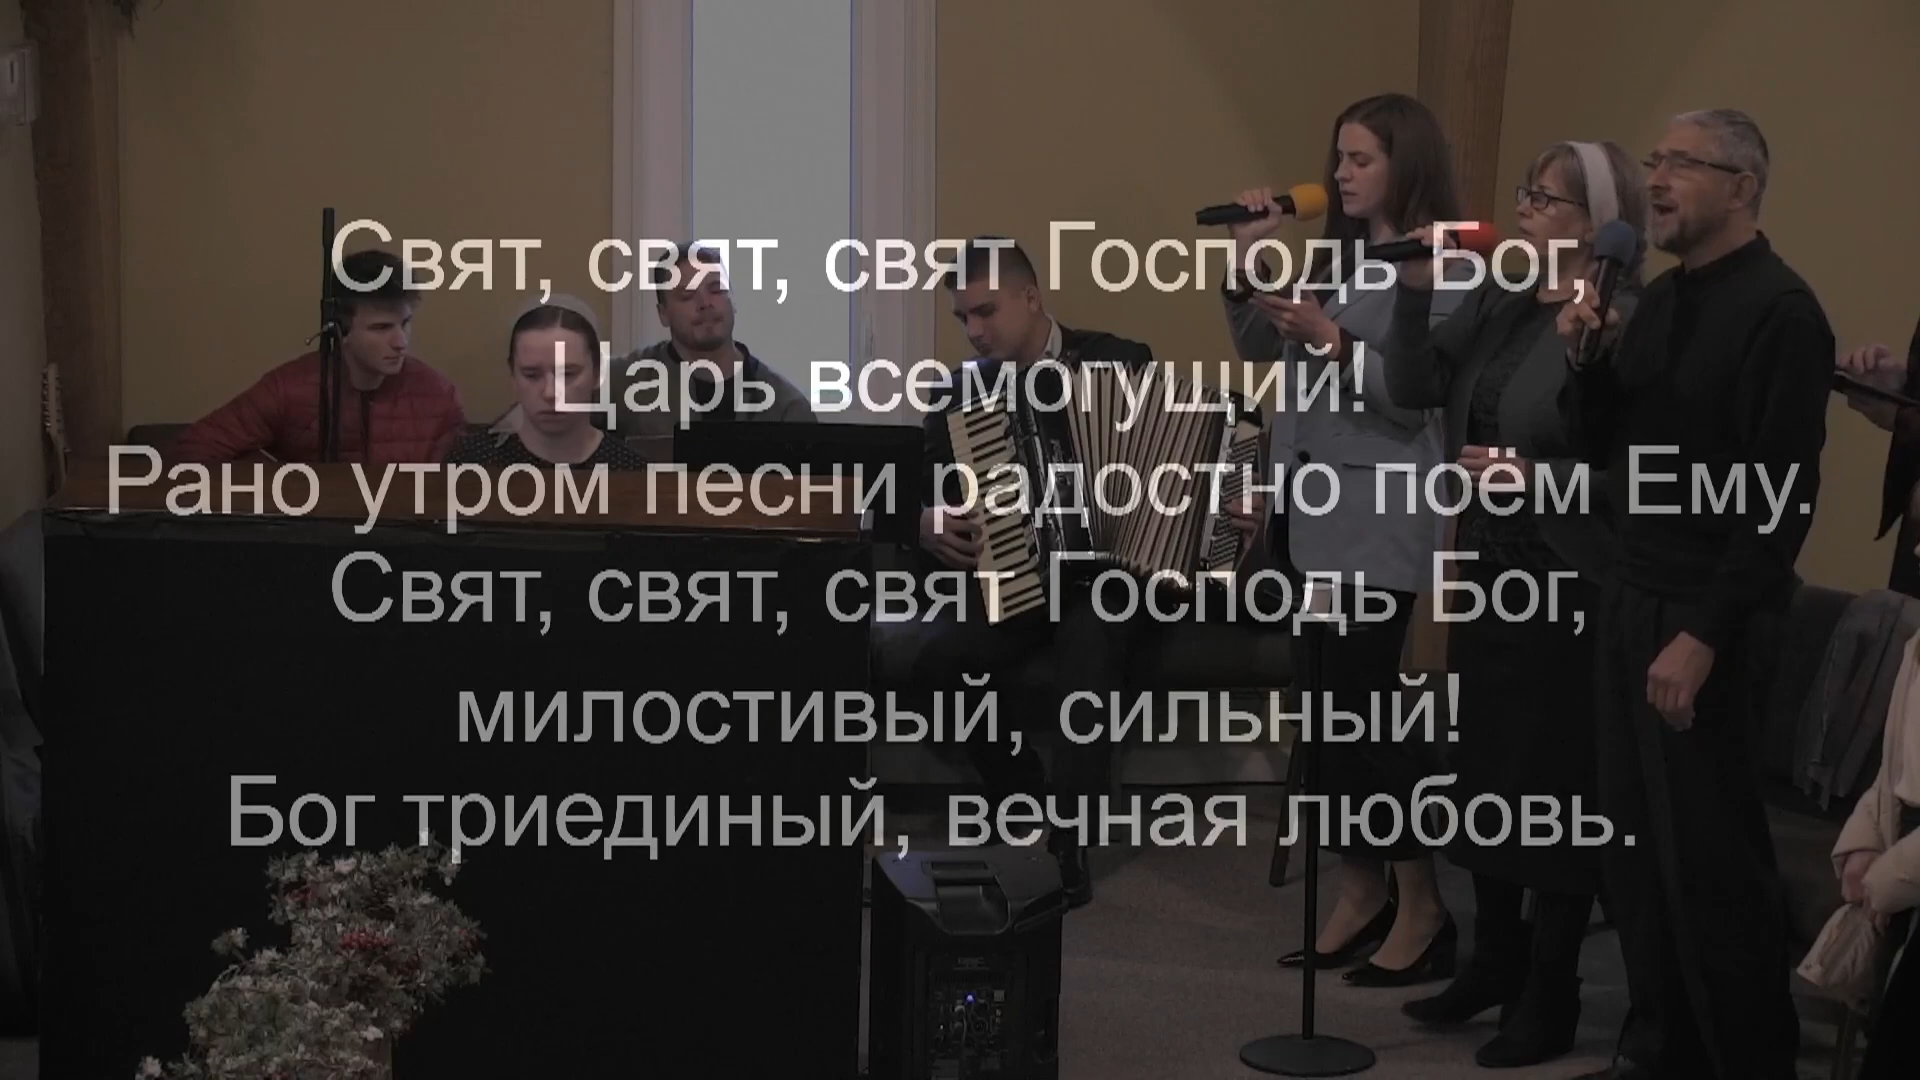 Свят, свят, свят Господь Бог,
Царь всемогущий!
Рано утром песни радостно поём Ему.
Свят, свят, свят Господь Бог,
милостивый, сильный!
Бог триединый, вечная любовь.